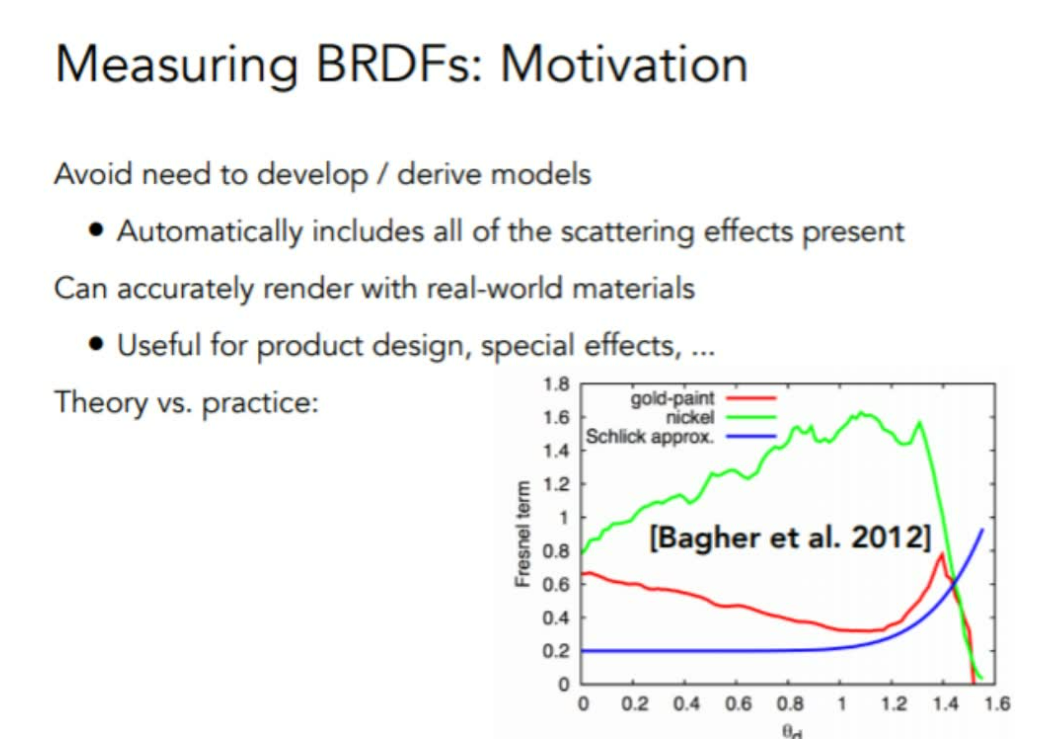 Measuring BRDFs: Motivation
Avoid need to develop / derive models
• Automatically includes all of the scattering effects present
Can accurately render with real-world materials
• Useful for product design, special effects, ...
Theory vs. practice:
1.8
1.6
1.4
1.2
1
0.8
0.6
0.4
0.2
0
Fresnel term
gold-paint
nickel
Schlick approx.
[Bagher et al. 2012]
0 0.2 0.4 0.6 0.8 1 1.2 1.4 1.6
θd